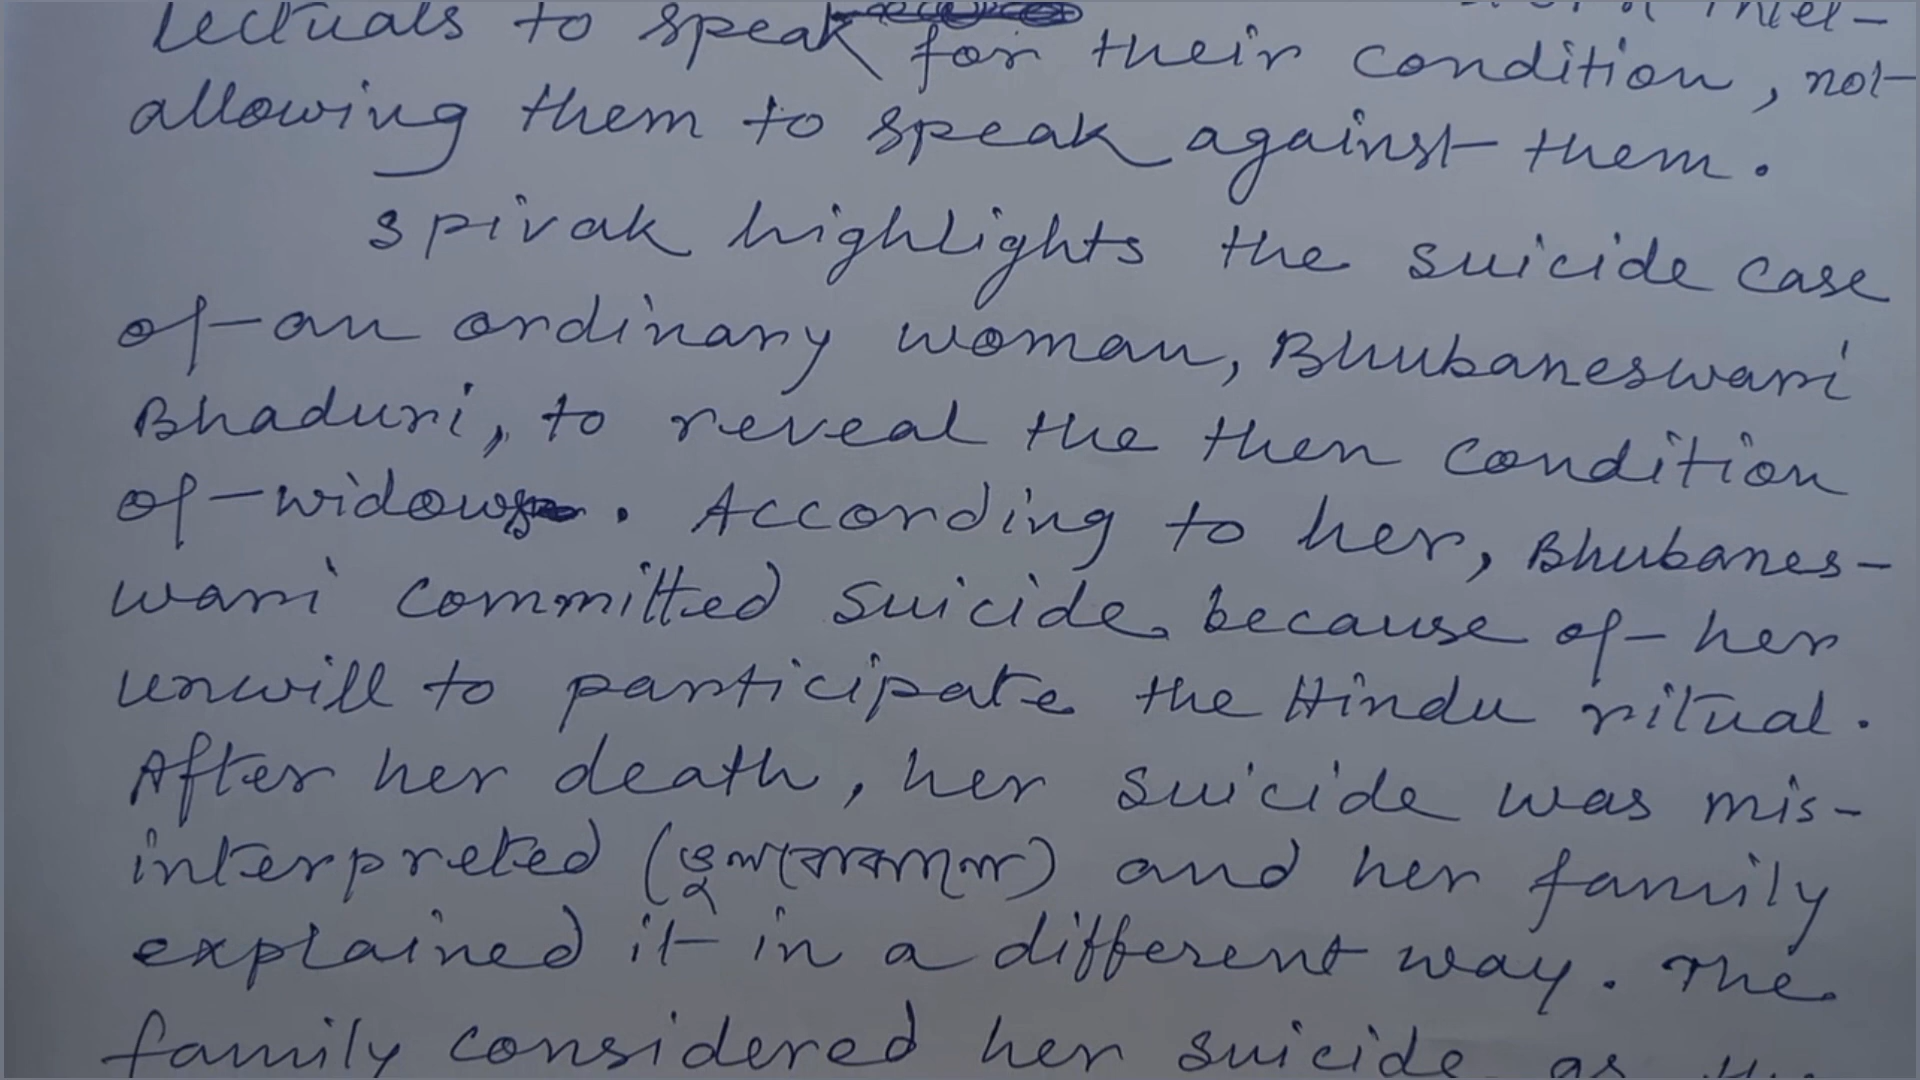 intel-
lectuals to speak for their condition, not
allowing them to speak against them.
Spivak highlights the suicide case
of an ordinary woman, Bhubaneswari
Bhaduri, to reveal the then condition
of widows. According to her, Bhubanes-
wari committed suicide because of her
unwill to participate the Hindu ritual.
After her death, her suicide was mis-
interpreted ( ) and her family
explained it in a different way. The
family considered her suicide as